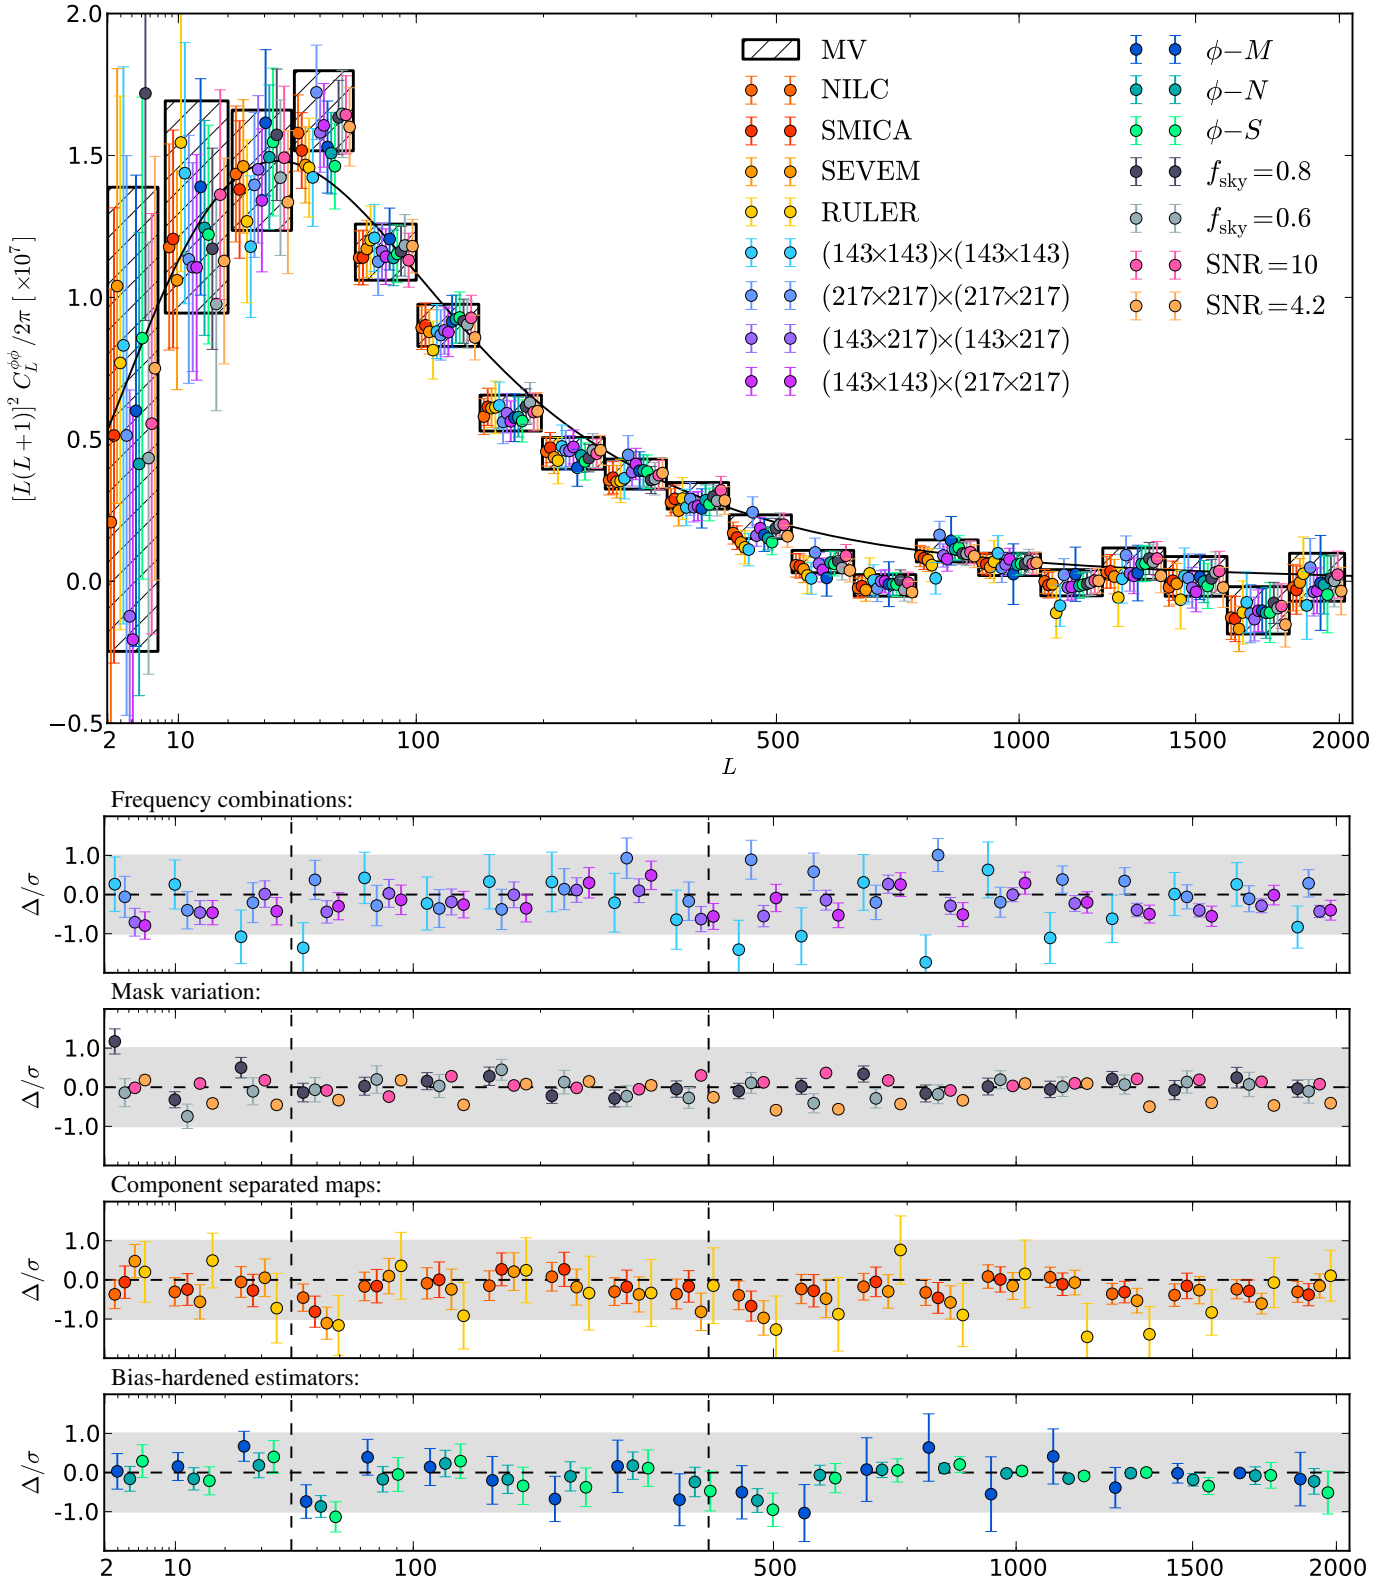 2.0
1.5
1.0
0.5
0.0
−0.5
[L(L+1)]² C_L^{ϕϕ}/2π [×10⁷]
MV
NILC
SMICA
SEVEM
RULER
(143×143)×(143×143)
(217×217)×(217×217)
(143×217)×(143×217)
(143×143)×(217×217)
ϕ−M
ϕ−N
ϕ−S
f_sky=0.8
f_sky=0.6
SNR=10
SNR=4.2
2 10 100 500 1000 1500 2000
L
Frequency combinations:
1.0
0.0
-1.0
Δ/σ
Mask variation:
1.0
0.0
-1.0
Δ/σ
Component separated maps:
1.0
0.0
-1.0
Δ/σ
Bias-hardened estimators:
1.0
0.0
-1.0
Δ/σ
2 10 100 500 1000 1500 2000